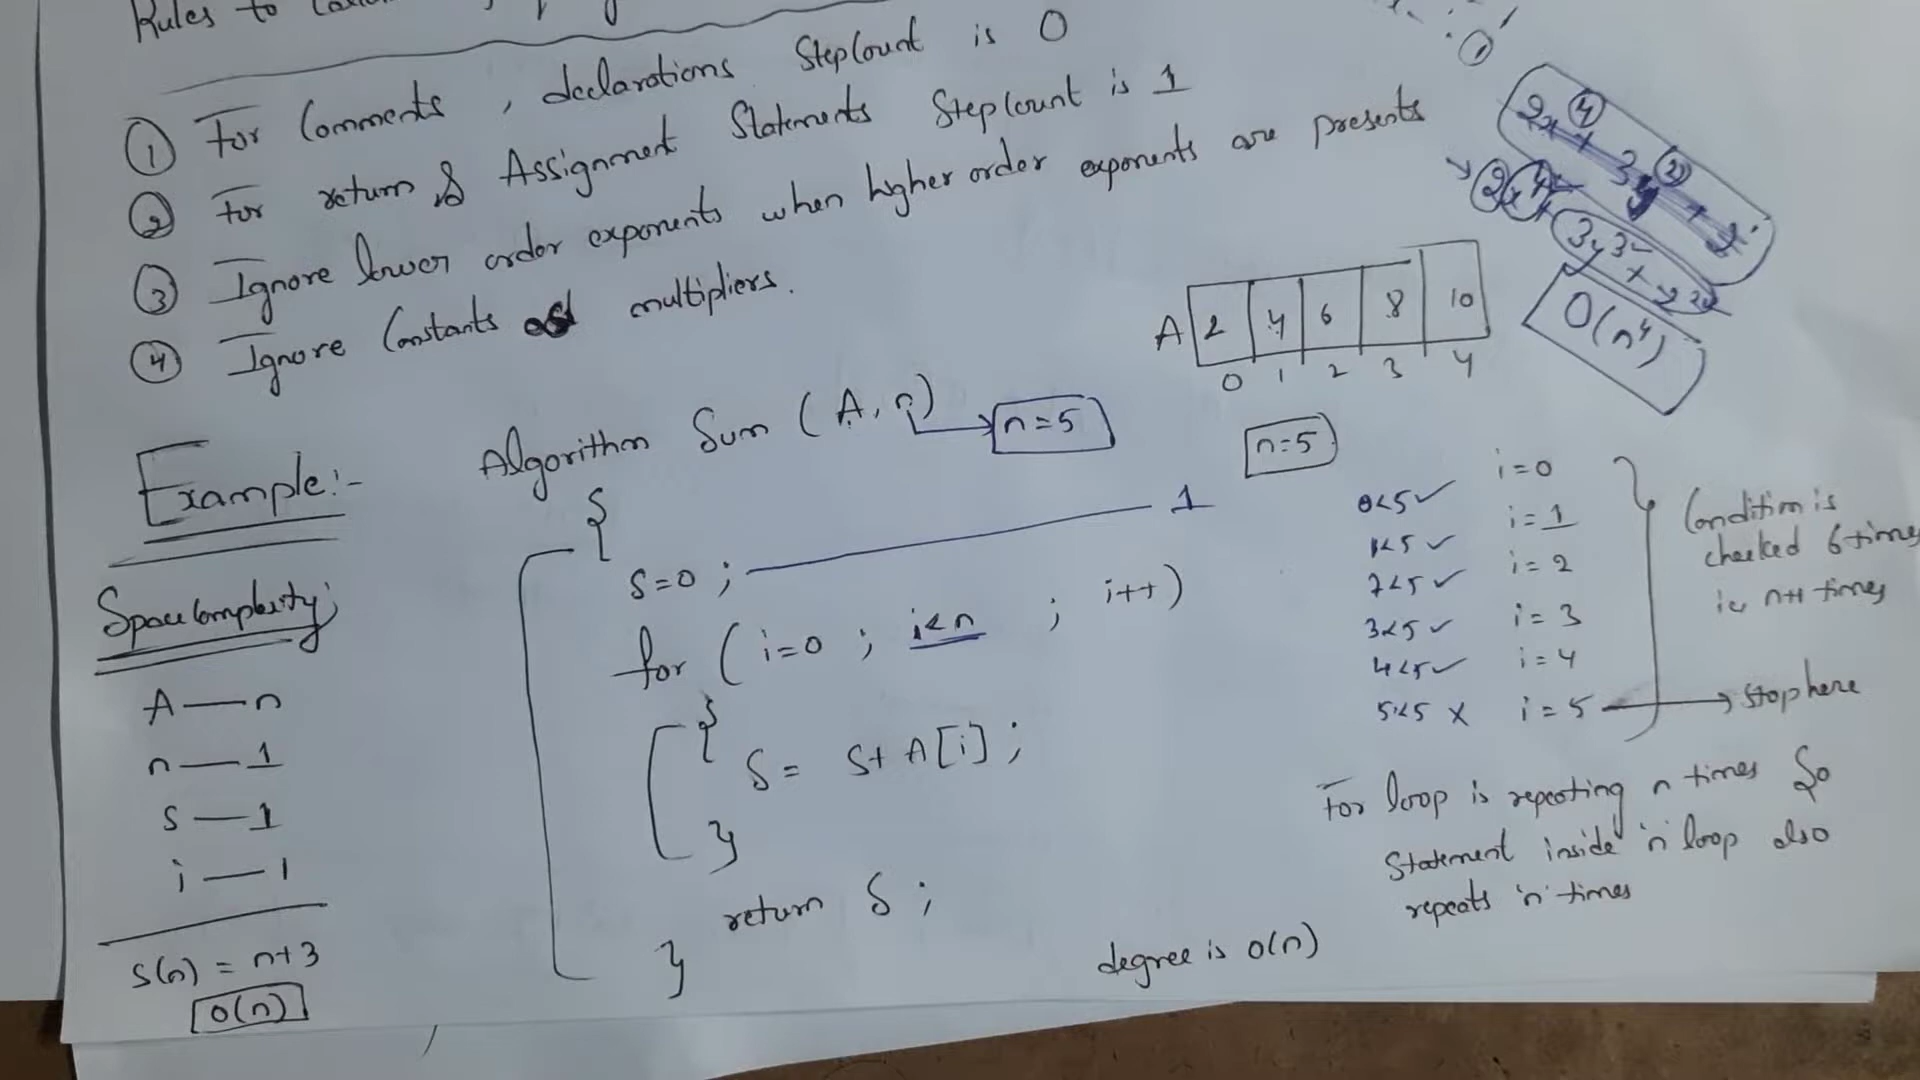 Rules to
① For Comments, declarations StepCount is 0
② For return & Assignment Statements StepCount is 1
③ Ignore lower order exponents when higher order exponents are presents
④ Ignore Constants multipliers.
A 2 4 6 8 10
0 1 2 3 4
O(n⁴)
Example:-
Algorithm Sum (A, n) n=5
{
S=0; 1
for (i=0; i<n; i++)
{
S= S+ A[i];
}
return S;
}
Space Complexity;
A — n
n — 1
S — 1
i — 1
S(n) = n+3
O(n)
n=5
0<5 ✓ i=0
1<5 ✓ i=1
2<5 ✓ i=2
3<5 ✓ i=3
4<5 ✓ i=4
5<5 X i=5 → stop here
Condition is
checked 6 times
ie n+1 times
For loop is repeating n times So
Statement inside 'n' loop also
repeats 'n' times
degree is O(n)